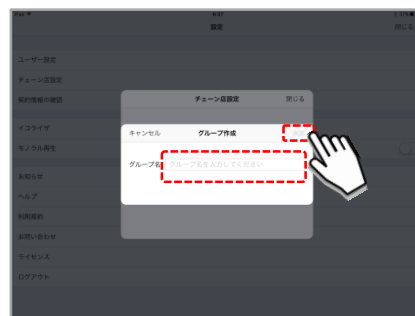 iPad
9:37
57%
設定
閉じる
ユーザー設定
チェーン店設定
契約情報の確認
チェーン店設定
閉じる
イコライザ
キャンセル
グループ作成
モノラル再生
グループ名
グループ名を入力してください
お知らせ
ヘルプ
利用規約
お問い合わせ
ライセンス
ログアウト